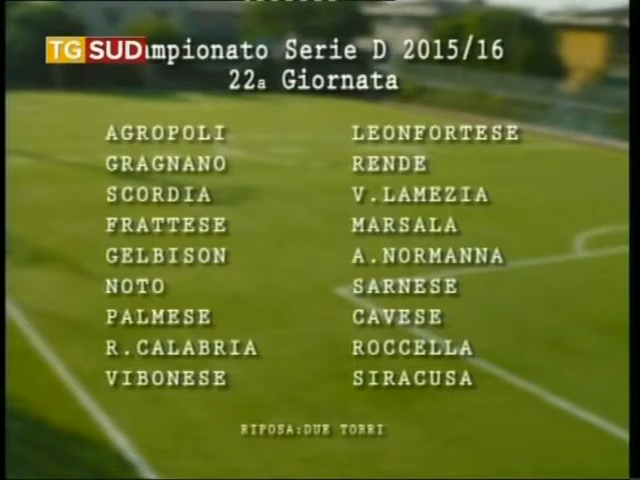 TG SUD
ampionato Serie D 2015/16
22a Giornata
AGROPOLI LEONFORTESE
GRAGNANO RENDE
SCORDIA V.LAMEZIA
FRATTESE MARSALA
GELBISON A.NORMANNA
NOTO SARNESE
PALMESE CAVESE
R.CALABRIA ROCCELLA
VIBONESE SIRACUSA
RIPOSA:DUE TORRI